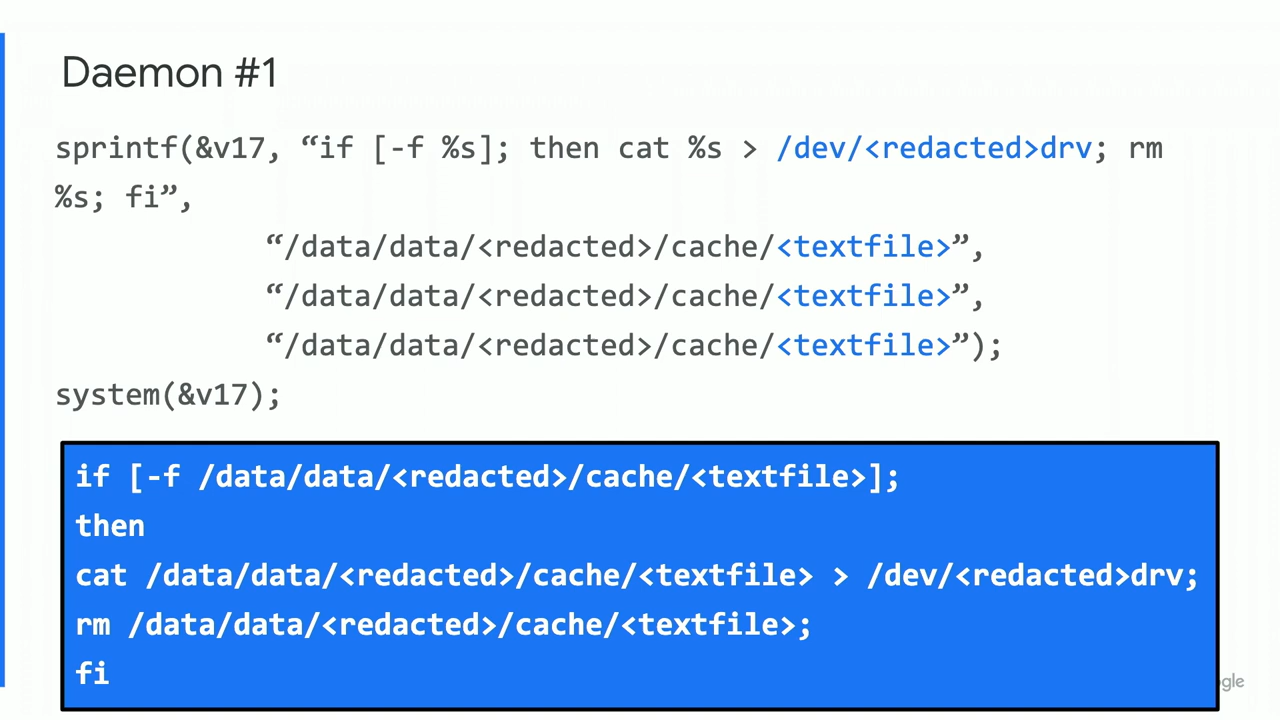 Daemon #1
sprintf(&v17, “if [-f %s]; then cat %s > /dev/<redacted>drv; rm
%s; fi”,
“/data/data/<redacted>/cache/<textfile>”,
“/data/data/<redacted>/cache/<textfile>”,
“/data/data/<redacted>/cache/<textfile>”);
system(&v17);
if [-f /data/data/<redacted>/cache/<textfile>];
then
cat /data/data/<redacted>/cache/<textfile> > /dev/<redacted>drv;
rm /data/data/<redacted>/cache/<textfile>;
fi